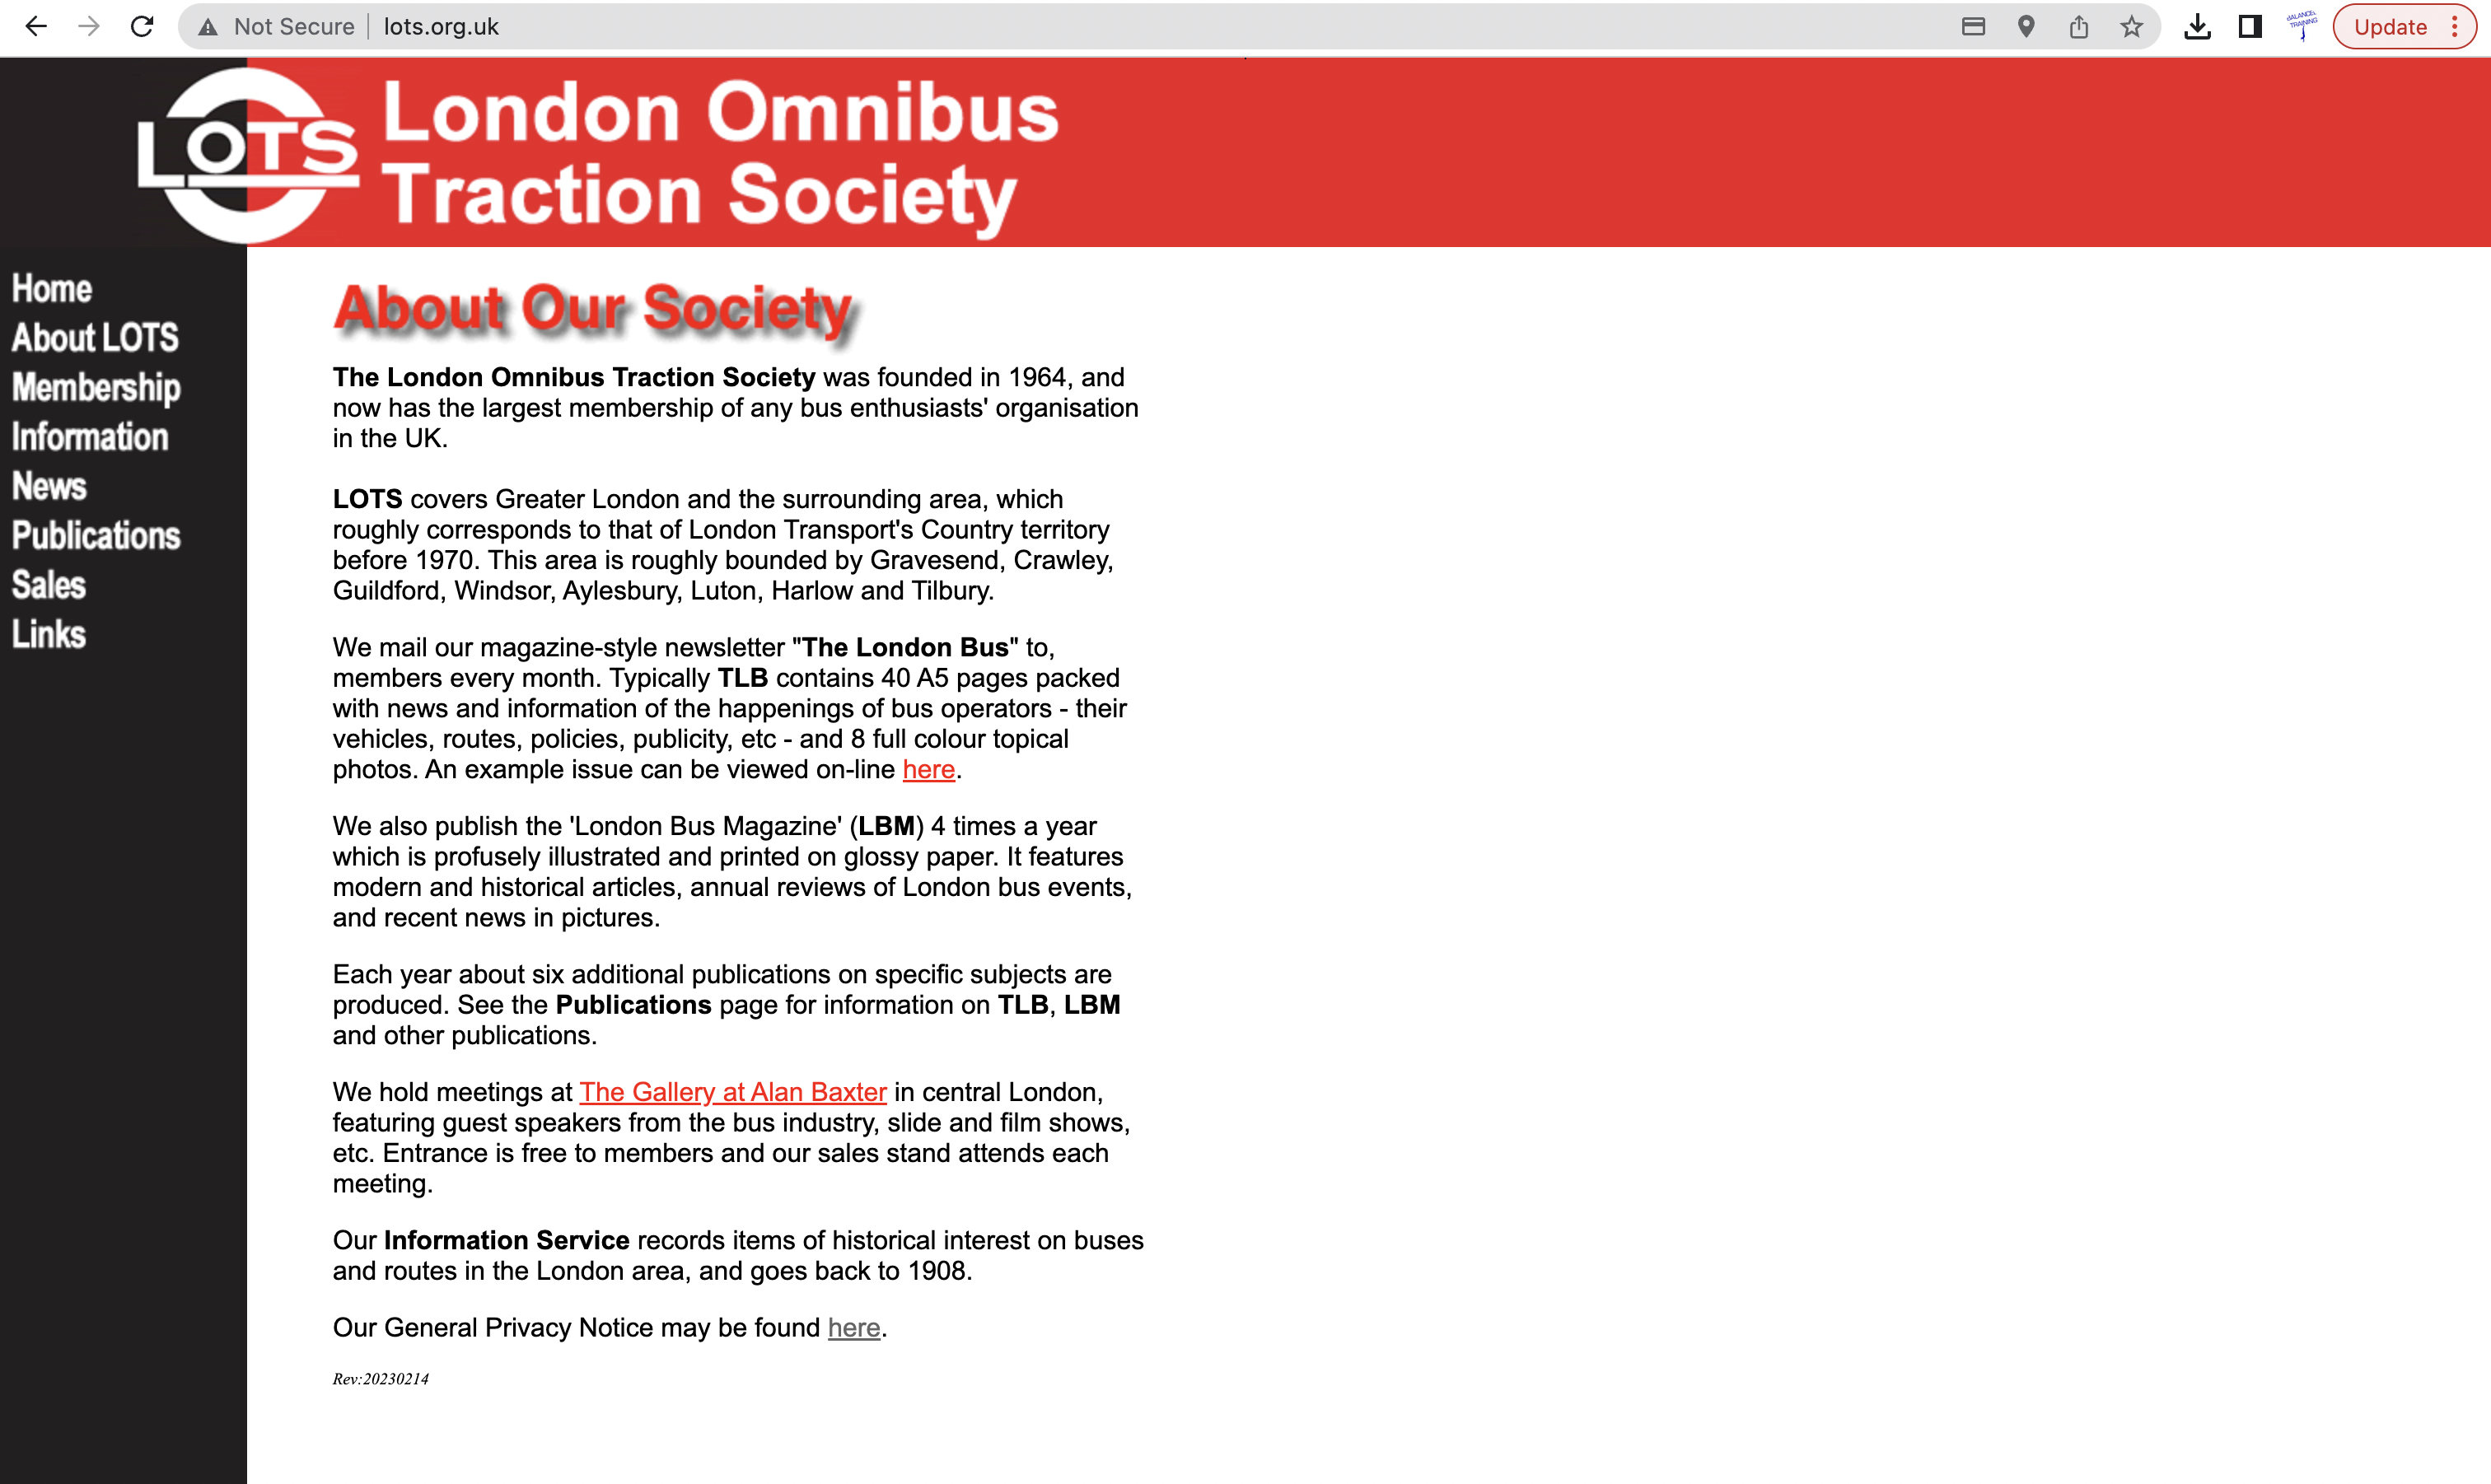 Not Secure | lots.org.uk
Update
LOTS
London Omnibus
Traction Society
Home
About LOTS
Membership
Information
News
Publications
Sales
Links
About Our Society
The London Omnibus Traction Society was founded in 1964, and
now has the largest membership of any bus enthusiasts' organisation
in the UK.
LOTS covers Greater London and the surrounding area, which
roughly corresponds to that of London Transport's Country territory
before 1970. This area is roughly bounded by Gravesend, Crawley,
Guildford, Windsor, Aylesbury, Luton, Harlow and Tilbury.
We mail our magazine-style newsletter "The London Bus" to,
members every month. Typically TLB contains 40 A5 pages packed
with news and information of the happenings of bus operators - their
vehicles, routes, policies, publicity, etc - and 8 full colour topical
photos. An example issue can be viewed on-line here.
We also publish the 'London Bus Magazine' (LBM) 4 times a year
which is profusely illustrated and printed on glossy paper. It features
modern and historical articles, annual reviews of London bus events,
and recent news in pictures.
Each year about six additional publications on specific subjects are
produced. See the Publications page for information on TLB, LBM
and other publications.
We hold meetings at The Gallery at Alan Baxter in central London,
featuring guest speakers from the bus industry, slide and film shows,
etc. Entrance is free to members and our sales stand attends each
meeting.
Our Information Service records items of historical interest on buses
and routes in the London area, and goes back to 1908.
Our General Privacy Notice may be found here.
Rev:20230214